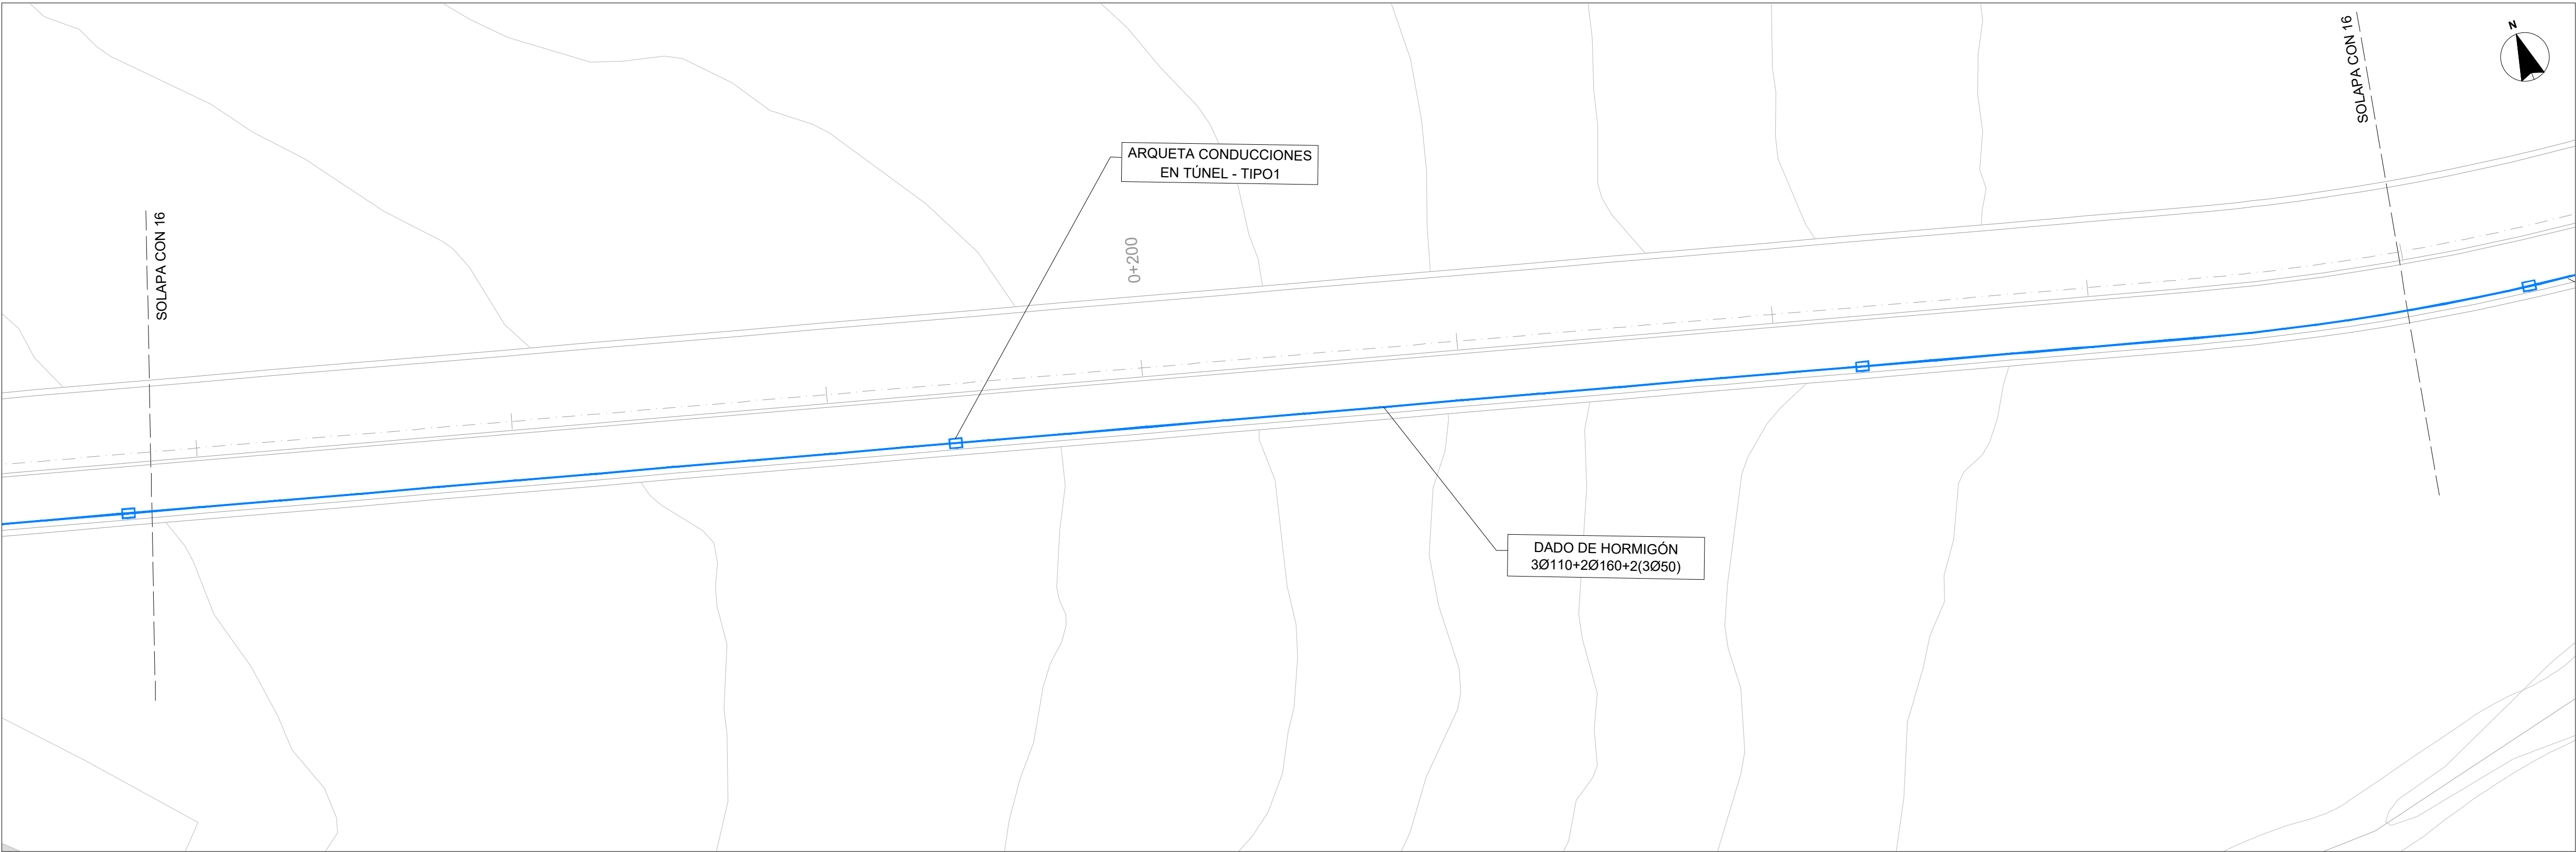 SOLAPA CON 16
ARQUETA CONDUCCIONES
EN TÚNEL - TIPO1
0+200
DADO DE HORMIGÓN
3Ø110+2Ø160+2(3Ø50)
SOLAPA CON 16
N